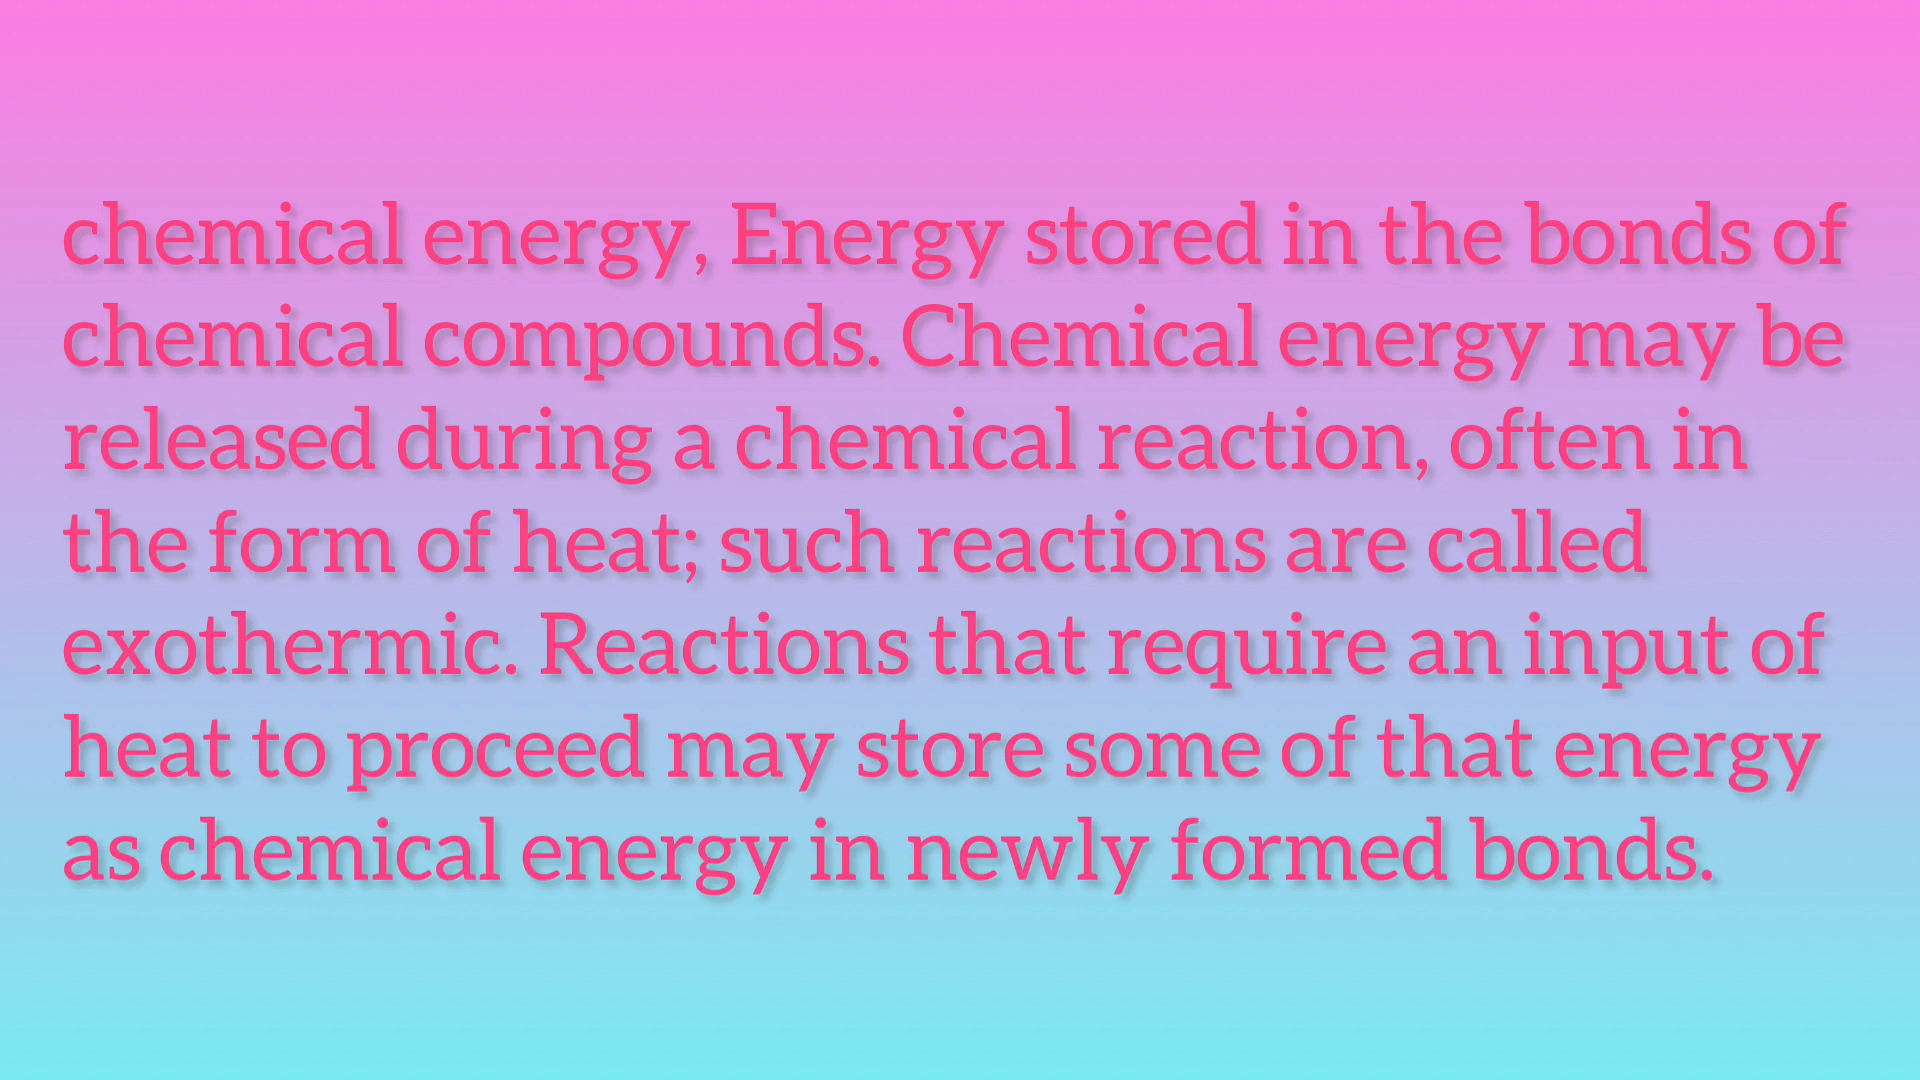 chemical energy, Energy stored in the bonds of
chemical compounds. Chemical energy may be
released during a chemical reaction, often in
the form of heat; such reactions are called
exothermic. Reactions that require an input of
heat to proceed may store some of that energy
as chemical energy in newly formed bonds.